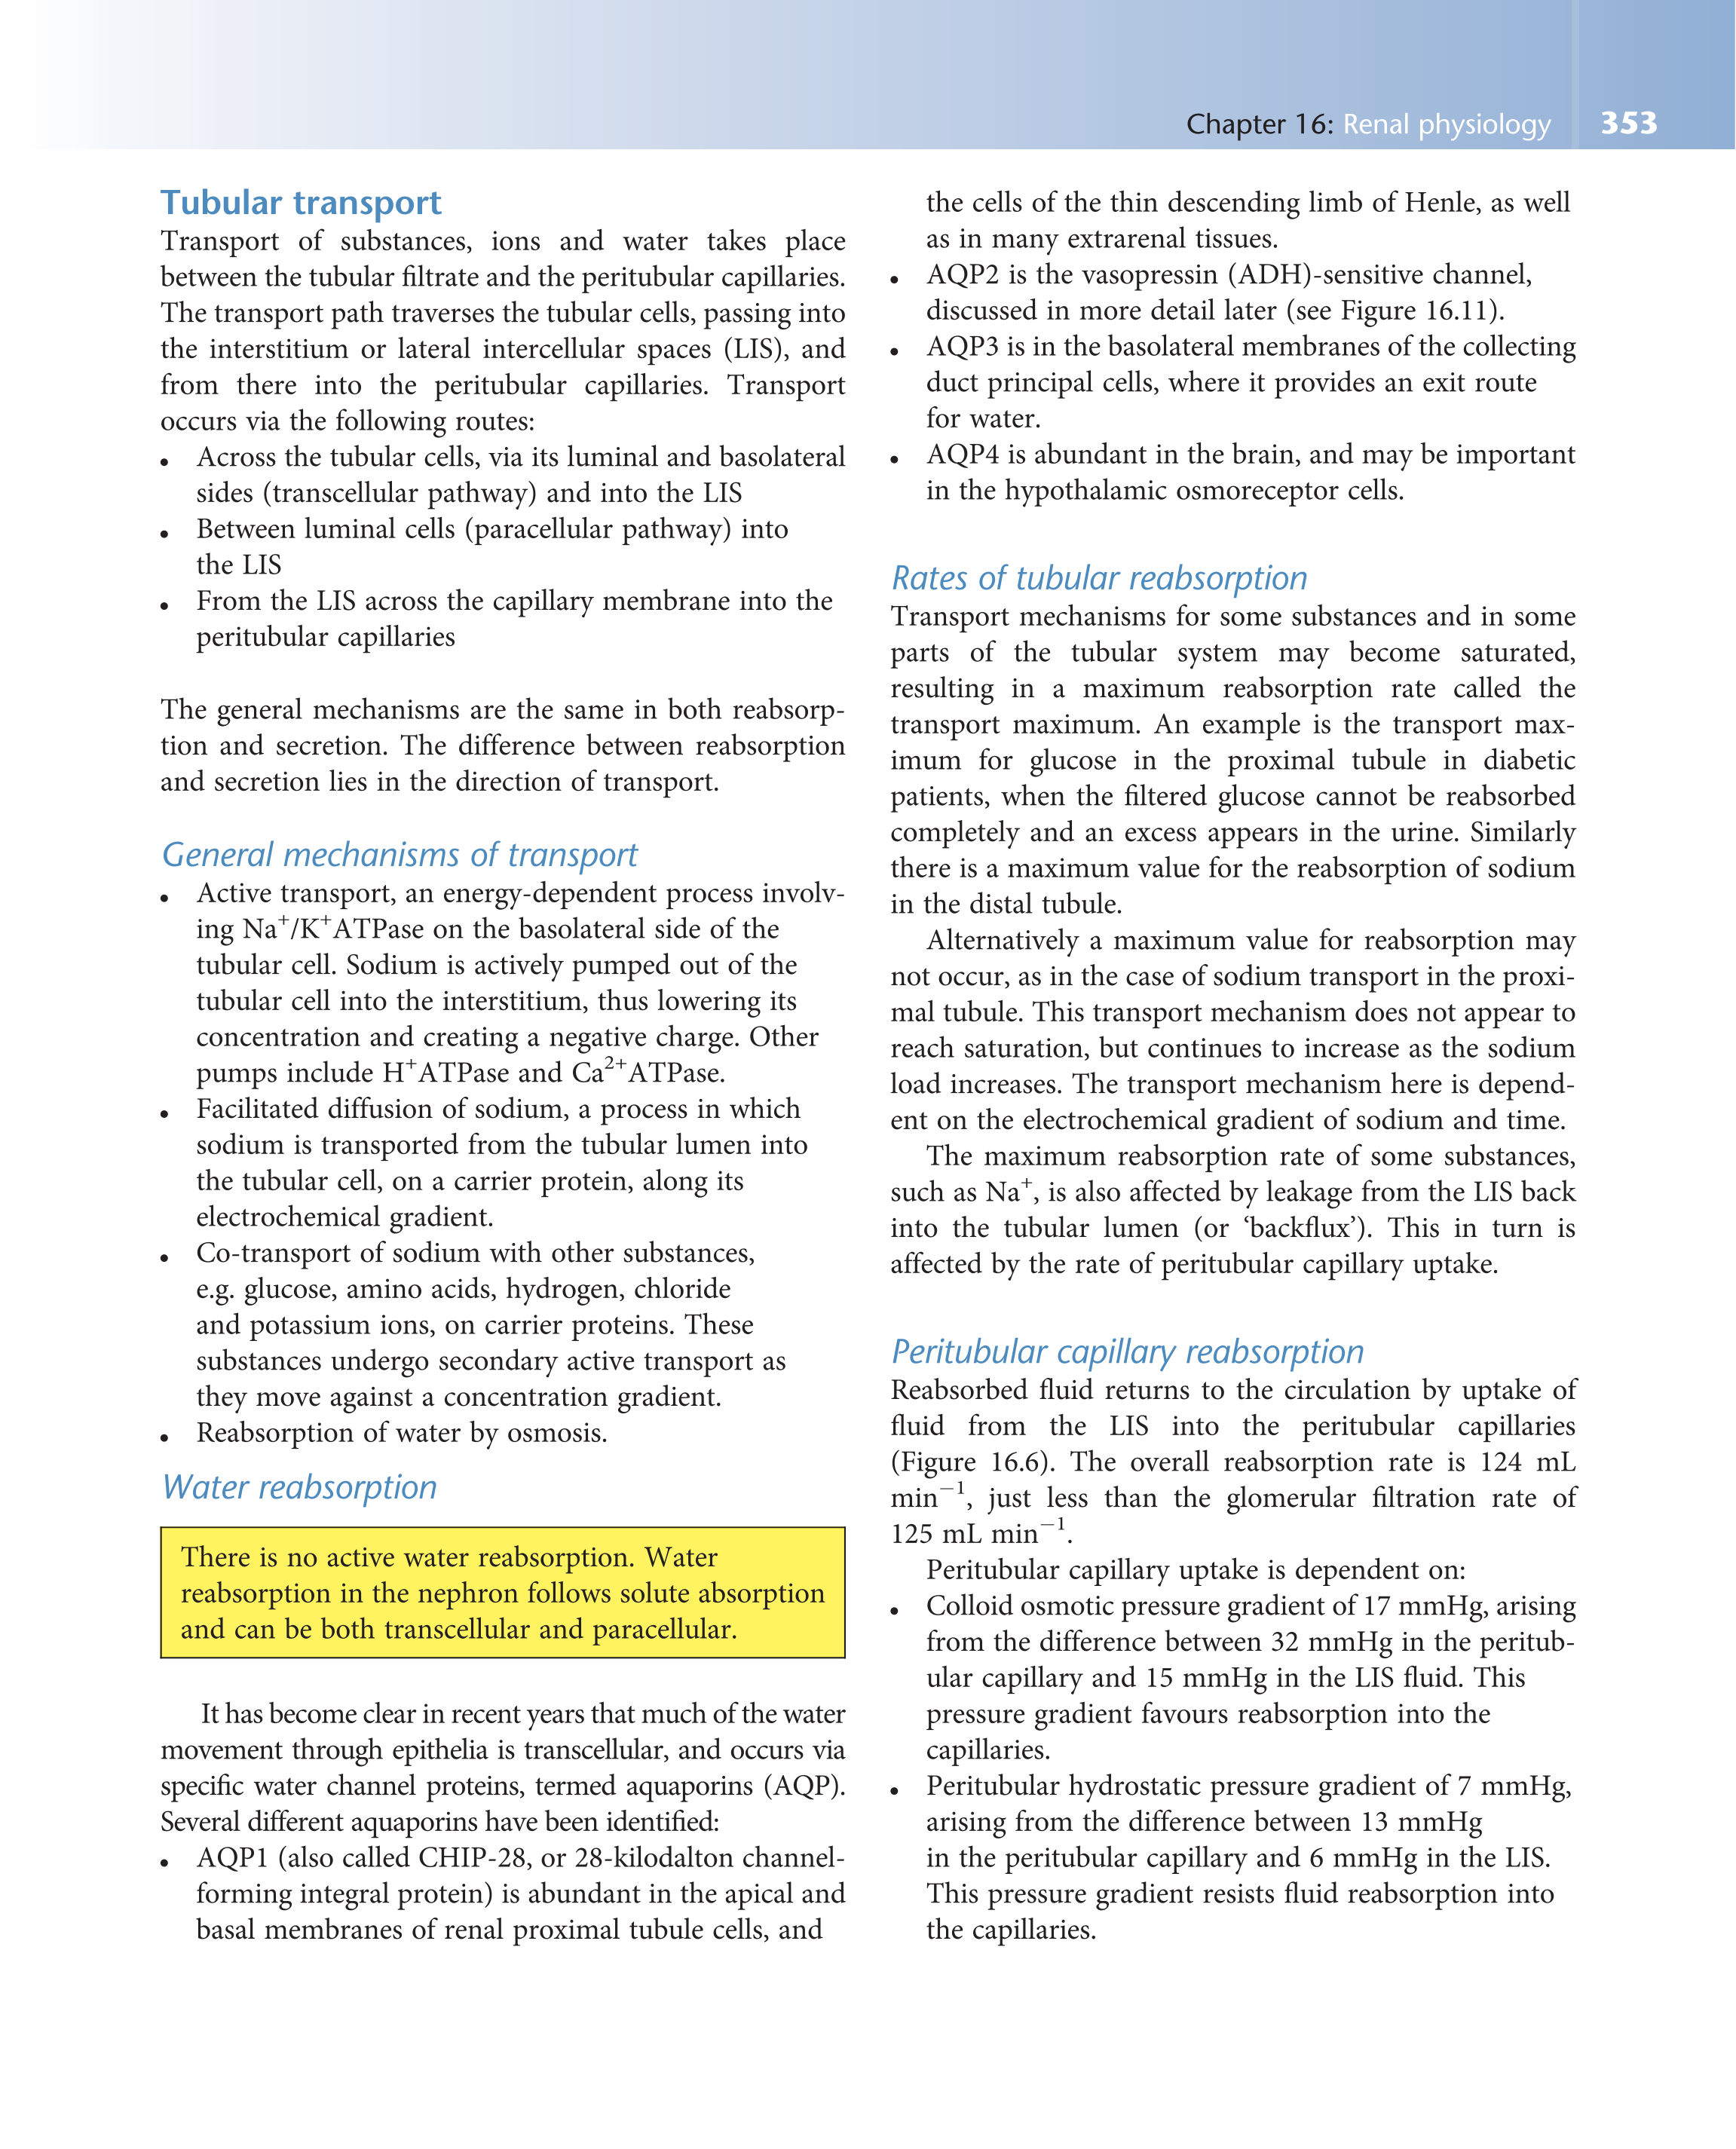 Chapter 16: Renal physiology 353
Tubular transport
Transport of substances, ions and water takes place
between the tubular filtrate and the peritubular capillaries.
The transport path traverses the tubular cells, passing into
the interstitium or lateral intercellular spaces (LIS), and
from there into the peritubular capillaries. Transport
occurs via the following routes:
• Across the tubular cells, via its luminal and basolateral
sides (transcellular pathway) and into the LIS
• Between luminal cells (paracellular pathway) into
the LIS
• From the LIS across the capillary membrane into the
peritubular capillaries
The general mechanisms are the same in both reabsorp-
tion and secretion. The difference between reabsorption
and secretion lies in the direction of transport.
General mechanisms of transport
• Active transport, an energy-dependent process involv-
ing Na⁺/K⁺ATPase on the basolateral side of the
tubular cell. Sodium is actively pumped out of the
tubular cell into the interstitium, thus lowering its
concentration and creating a negative charge. Other
pumps include H⁺ATPase and Ca²⁺ATPase.
• Facilitated diffusion of sodium, a process in which
sodium is transported from the tubular lumen into
the tubular cell, on a carrier protein, along its
electrochemical gradient.
• Co-transport of sodium with other substances,
e.g. glucose, amino acids, hydrogen, chloride
and potassium ions, on carrier proteins. These
substances undergo secondary active transport as
they move against a concentration gradient.
• Reabsorption of water by osmosis.
Water reabsorption
There is no active water reabsorption. Water
reabsorption in the nephron follows solute absorption
and can be both transcellular and paracellular.
It has become clear in recent years that much of the water
movement through epithelia is transcellular, and occurs via
specific water channel proteins, termed aquaporins (AQP).
Several different aquaporins have been identified:
• AQP1 (also called CHIP-28, or 28-kilodalton channel-
forming integral protein) is abundant in the apical and
basal membranes of renal proximal tubule cells, and
the cells of the thin descending limb of Henle, as well
as in many extrarenal tissues.
• AQP2 is the vasopressin (ADH)-sensitive channel,
discussed in more detail later (see Figure 16.11).
• AQP3 is in the basolateral membranes of the collecting
duct principal cells, where it provides an exit route
for water.
• AQP4 is abundant in the brain, and may be important
in the hypothalamic osmoreceptor cells.
Rates of tubular reabsorption
Transport mechanisms for some substances and in some
parts of the tubular system may become saturated,
resulting in a maximum reabsorption rate called the
transport maximum. An example is the transport max-
imum for glucose in the proximal tubule in diabetic
patients, when the filtered glucose cannot be reabsorbed
completely and an excess appears in the urine. Similarly
there is a maximum value for the reabsorption of sodium
in the distal tubule.
Alternatively a maximum value for reabsorption may
not occur, as in the case of sodium transport in the proxi-
mal tubule. This transport mechanism does not appear to
reach saturation, but continues to increase as the sodium
load increases. The transport mechanism here is depend-
ent on the electrochemical gradient of sodium and time.
The maximum reabsorption rate of some substances,
such as Na⁺, is also affected by leakage from the LIS back
into the tubular lumen (or ‘backflux’). This in turn is
affected by the rate of peritubular capillary uptake.
Peritubular capillary reabsorption
Reabsorbed fluid returns to the circulation by uptake of
fluid from the LIS into the peritubular capillaries
(Figure 16.6). The overall reabsorption rate is 124 mL
min⁻¹, just less than the glomerular filtration rate of
125 mL min⁻¹.
Peritubular capillary uptake is dependent on:
• Colloid osmotic pressure gradient of 17 mmHg, arising
from the difference between 32 mmHg in the peritub-
ular capillary and 15 mmHg in the LIS fluid. This
pressure gradient favours reabsorption into the
capillaries.
• Peritubular hydrostatic pressure gradient of 7 mmHg,
arising from the difference between 13 mmHg
in the peritubular capillary and 6 mmHg in the LIS.
This pressure gradient resists fluid reabsorption into
the capillaries.